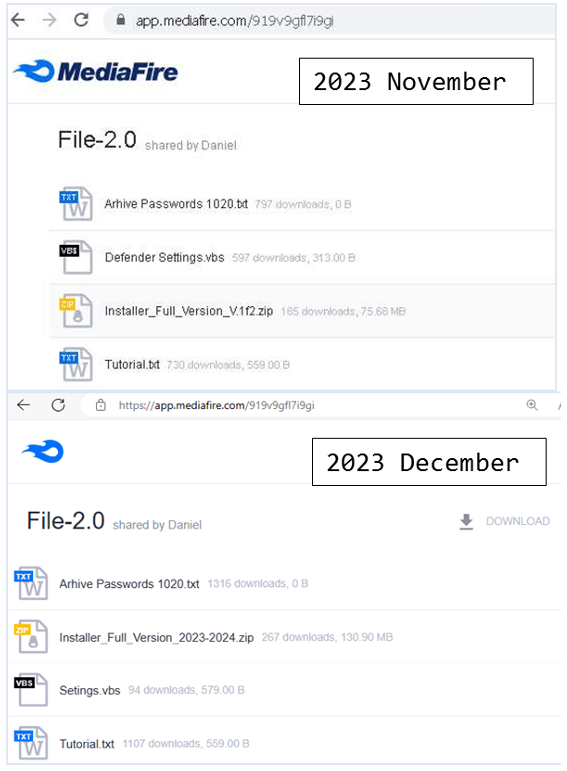 app.mediafire.com/919v9gfl7i9gi
MediaFire
2023 November
File-2.0 shared by Daniel
TXT Arhive Passwords 1020.txt 797 downloads, 0 B
VBS Defender Settings.vbs 597 downloads, 313.00 B
ZIP Installer_Full_Version_V.1f2.zip 185 downloads, 75.68 MB
TXT Tutorial.txt 730 downloads, 559.00 B
https://app.mediafire.com/919v9gfl7i9gi
2023 December
File-2.0 shared by Daniel DOWNLOAD
TXT Arhive Passwords 1020.txt 1316 downloads, 0 B
ZIP Installer_Full_Version_2023-2024.zip 267 downloads, 130.90 MB
VBS Setings.vbs 94 downloads, 579.00 B
TXT Tutorial.txt 1107 downloads, 559.00 B